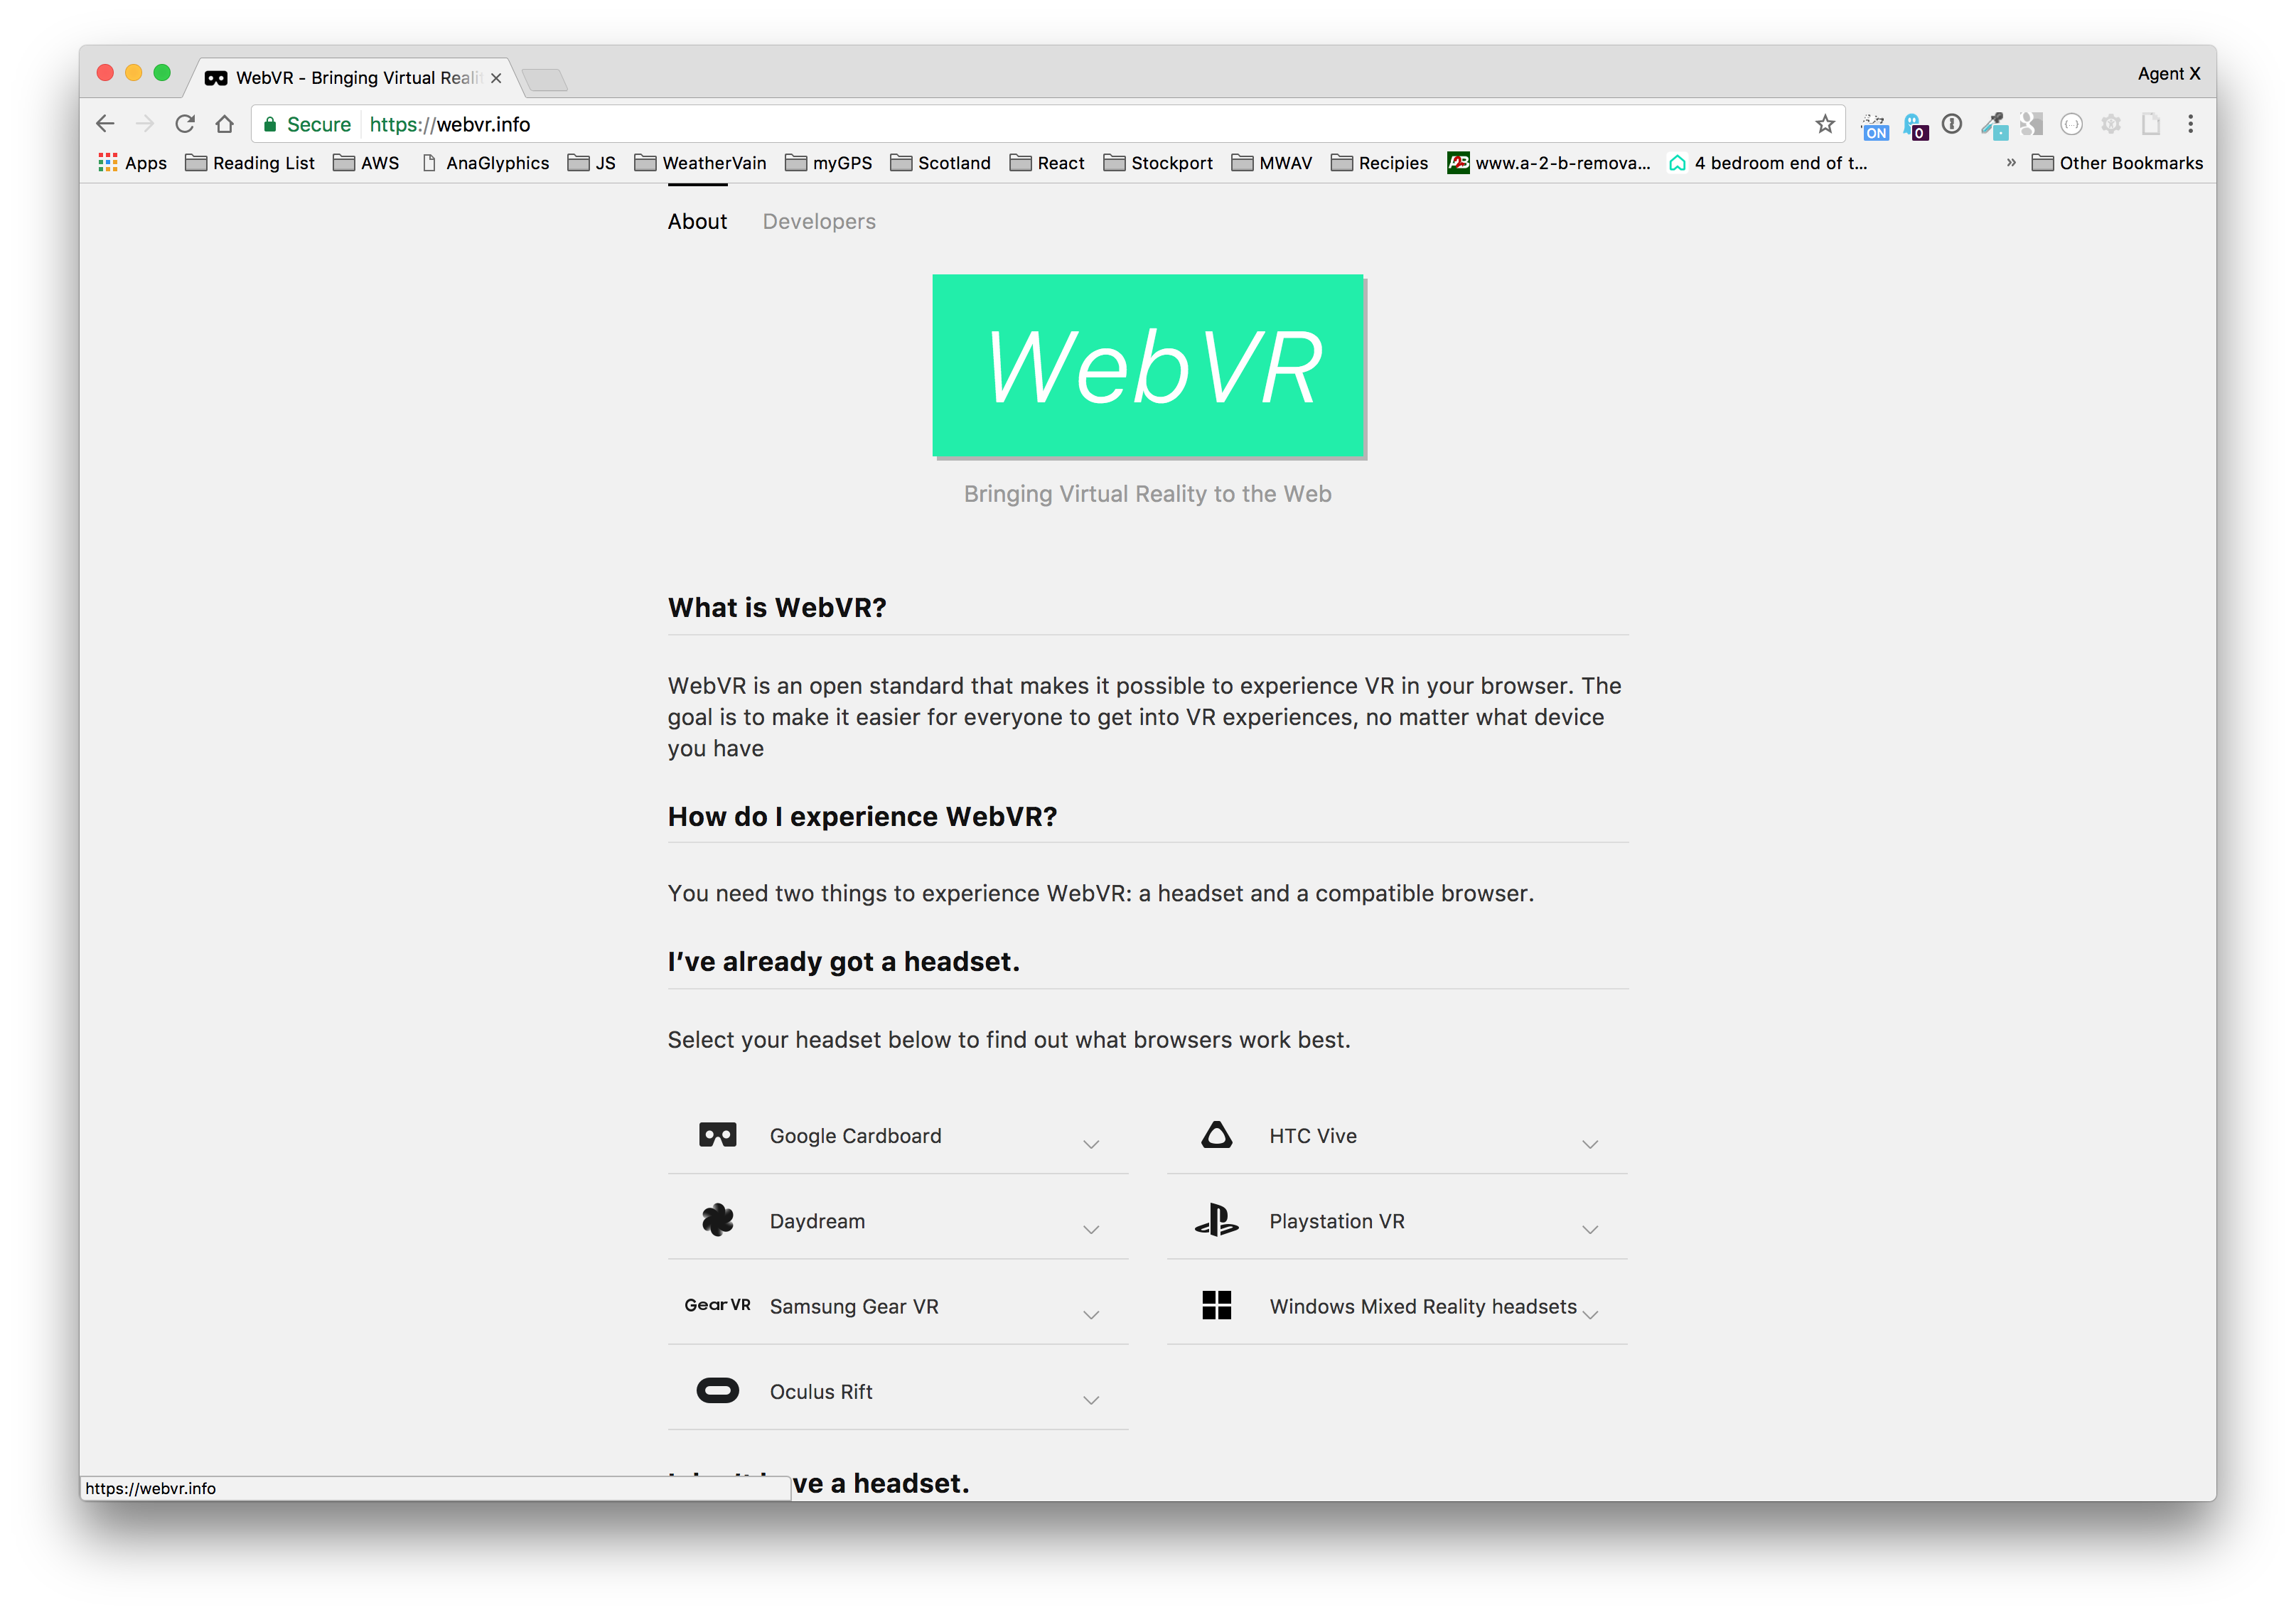 WebVR - Bringing Virtual Realit
Agent X
Secure https://webvr.info
ON 0
Apps Reading List AWS AnaGlyphics JS WeatherVain myGPS Scotland React Stockport MWAV Recipies www.a-2-b-remova... 4 bedroom end of t... » Other Bookmarks
About Developers
WebVR
Bringing Virtual Reality to the Web
What is WebVR?
WebVR is an open standard that makes it possible to experience VR in your browser. The
goal is to make it easier for everyone to get into VR experiences, no matter what device
you have
How do I experience WebVR?
You need two things to experience WebVR: a headset and a compatible browser.
I’ve already got a headset.
Select your headset below to find out what browsers work best.
Google Cardboard HTC Vive
Daydream Playstation VR
Gear VR Samsung Gear VR Windows Mixed Reality headsets
Oculus Rift
ve a headset.
https://webvr.info